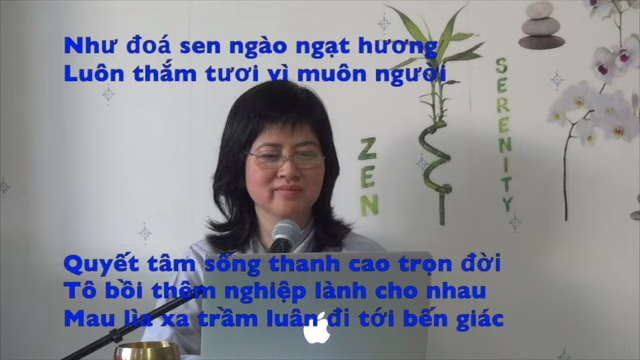 Như đoá sen ngào ngạt hương
Luôn thắm tươi vì muôn người
ZEN
SERENITY
Quyết tâm sống thanh cao trọn đời
Tô bồi thêm nghiệp lành cho nhau
Mau lìa xa trầm luân đi tới bến giác